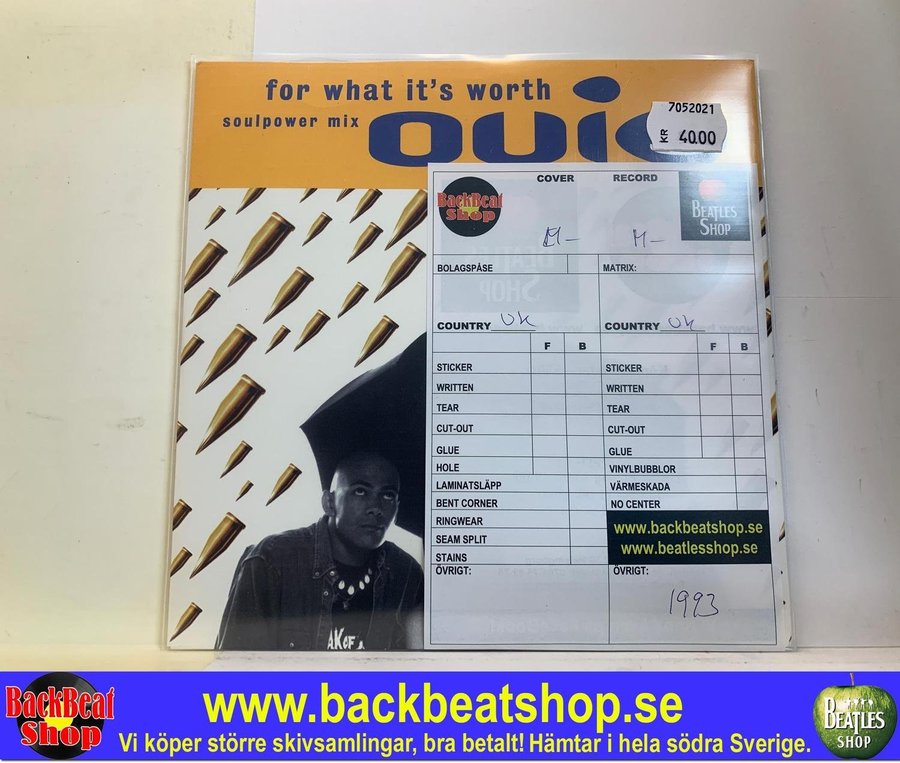 for what it's worth
soulpower mix
7052021
KR 40.00
COVER RECORD
BackBeat
Shop
BEATLES
SHOP
M- M-
BOLAGSPÅSE MATRIX:
COUNTRY UK COUNTRY UK
F B F B
STICKER STICKER
WRITTEN WRITTEN
TEAR TEAR
CUT-OUT CUT-OUT
GLUE GLUE
HOLE VINYLBUBBLOR
LAMINATSLÄPP VÄRMESKADA
BENT CORNER NO CENTER
RINGWEAR
SEAM SPLIT
STAINS
www.backbeatshop.se
www.beatlesshop.se
ÖVRIGT: ÖVRIGT:
1993
BackBeat
Shop
www.backbeatshop.se
Vi köper större skivsamlingar, bra betalt! Hämtar i hela södra Sverige.
BEATLES
SHOP